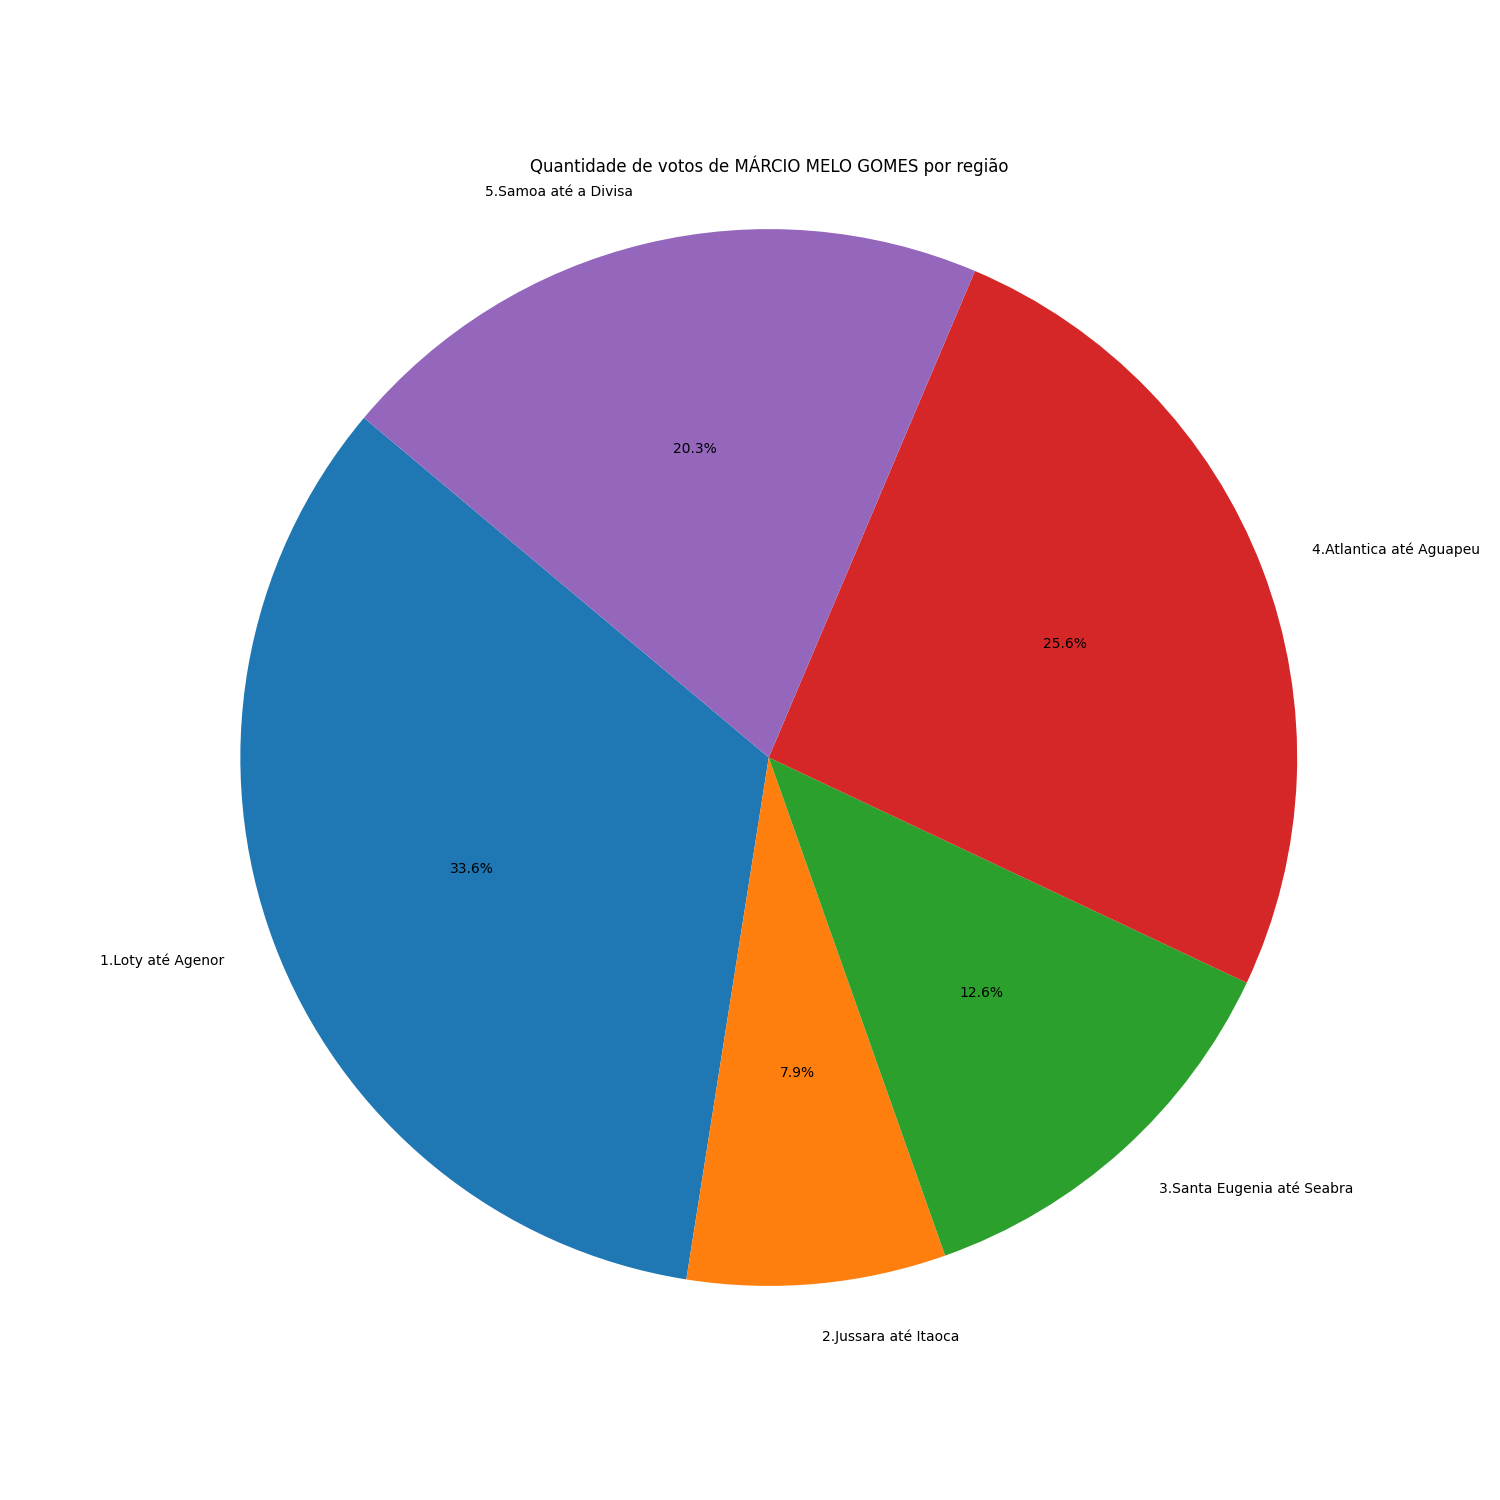 Quantidade de votos de MÁRCIO MELO GOMES por região
5.Samoa até a Divisa
20.3%
4.Atlantica até Aguapeu
25.6%
33.6%
1.Loty até Agenor
12.6%
7.9%
3.Santa Eugenia até Seabra
2.Jussara até Itaoca